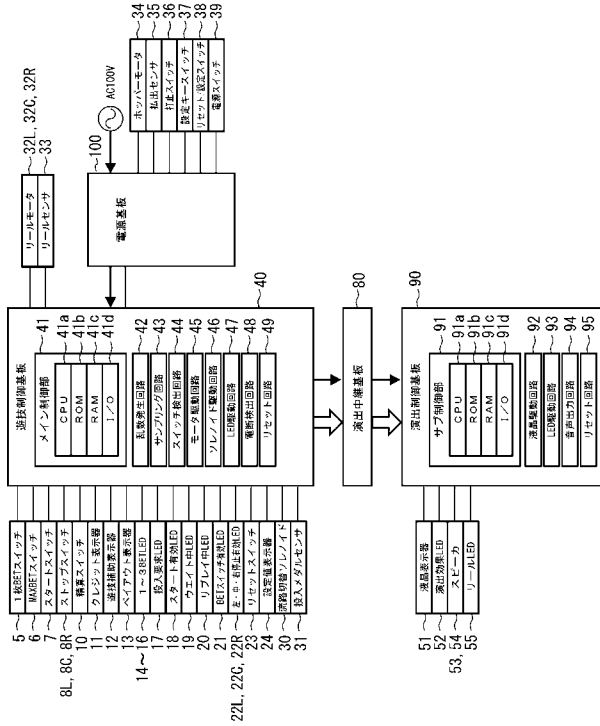 5 1枚BETスイッチ
6 MAXBETスイッチ
7 スタートスイッチ
8L, 8C, 8R ストップスイッチ
10 精算スイッチ
11 クレジット表示器
12 遊技補助表示器
13 ペイアウト表示器
14〜16 1〜3BETLED
17 投入要求LED
18 スタート有効LED
19 ウエイト中LED
20 リプレイ中LED
21 BETスイッチ有効LED
22L, 22C, 22R 左・中・右停止有効LED
23 リセットスイッチ
24 設定値表示器
30 流路切替ソレノイド
31 投入メダルセンサ
遊技制御基板
40
メイン制御部 41
CPU 41a
ROM 41b
RAM 41c
I/O 41d
乱数発生回路 42
サンプリング回路 43
スイッチ検出回路 44
モータ駆動回路 45
ソレノイド駆動回路 46
LED駆動回路 47
電断検出回路 48
リセット回路 49
リールモータ 32L, 32C, 32R
リールセンサ 33
電源基板 100
AC100V
ホッパーモータ 34
払出センサ 35
打止スイッチ 36
設定キースイッチ 37
リセット/設定スイッチ 38
電源スイッチ 39
演出中継基板 80
演出制御基板 90
サブ制御部 91
CPU 91a
ROM 91b
RAM 91c
I/O 91d
液晶駆動回路 92
LED駆動回路 93
音声出力回路 94
リセット回路 95
51 液晶表示器
52 演出効果LED
53, 54 スピーカ
55 リールLED